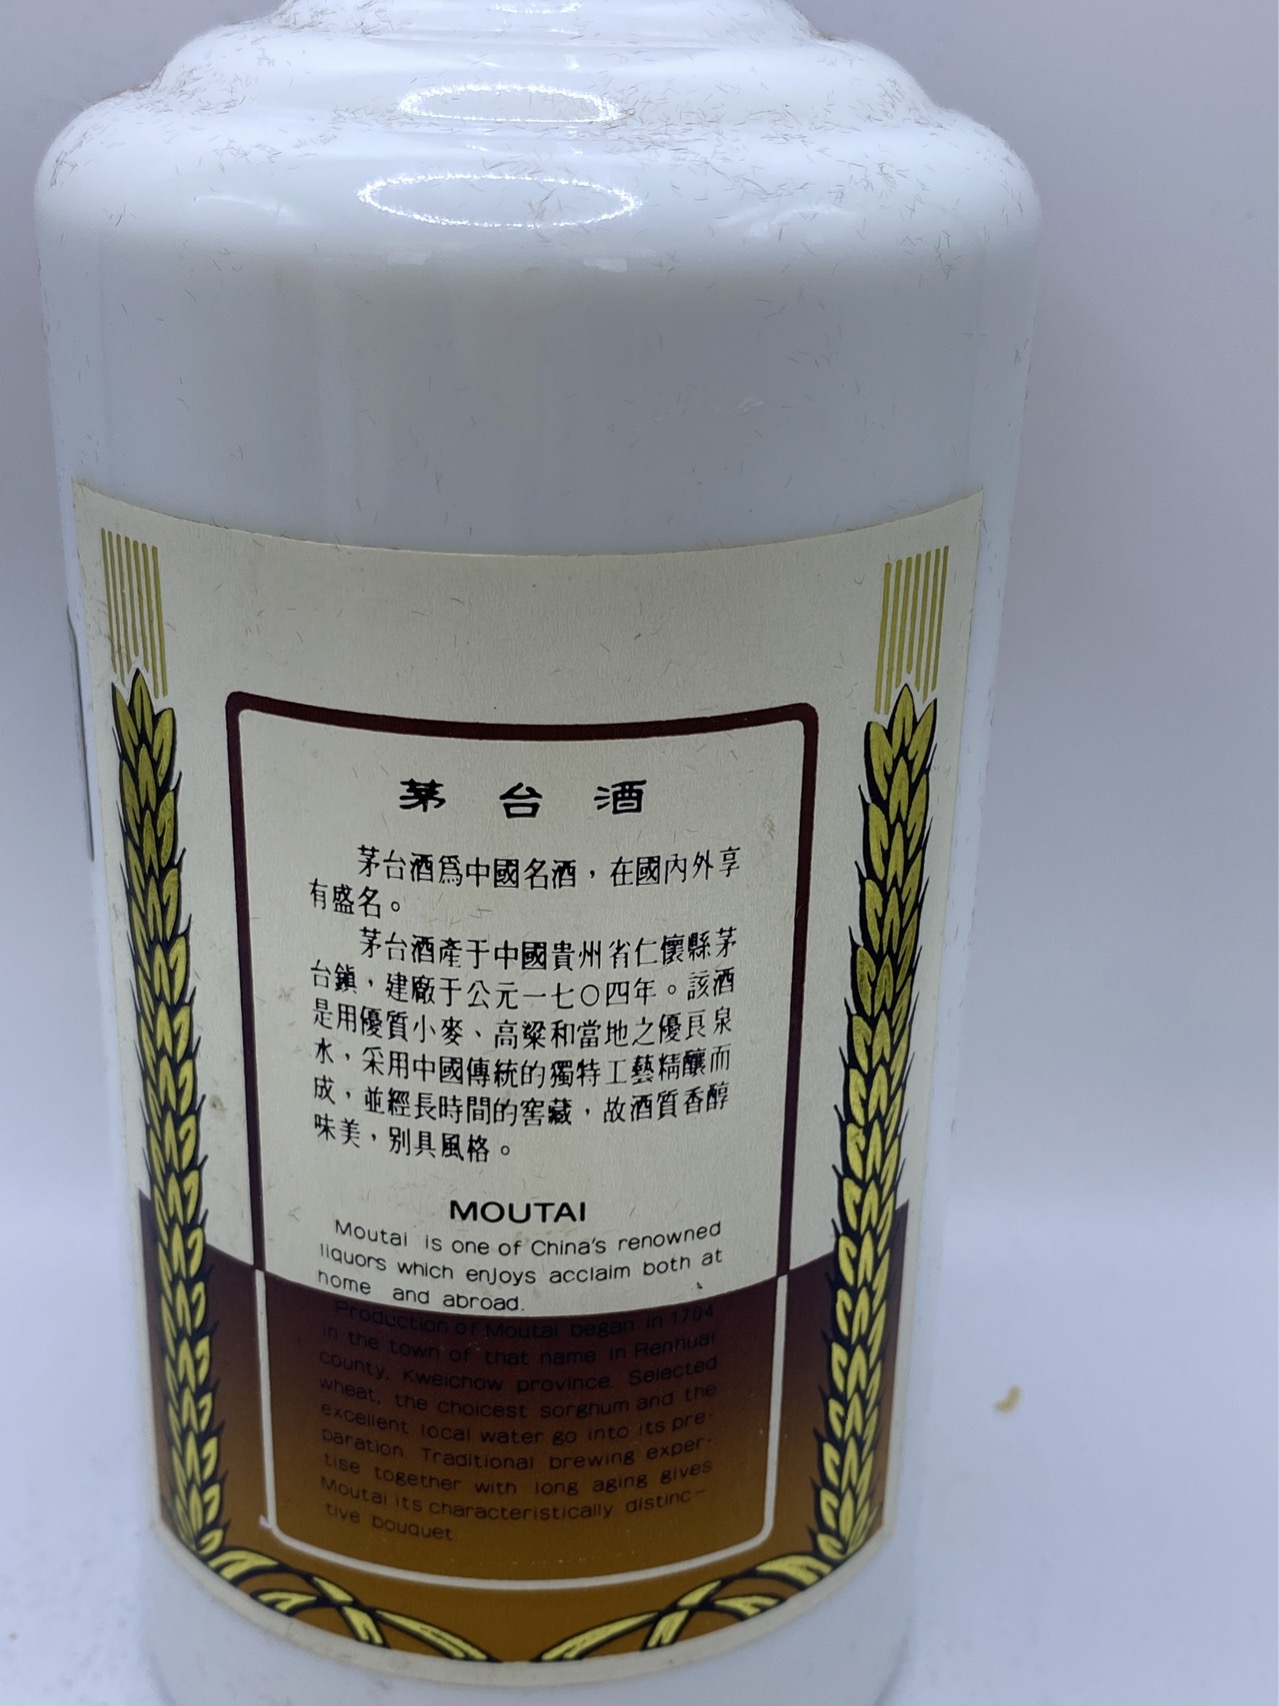 茅台酒
茅台酒爲中國名酒，在國内外享
有盛名。
茅台酒產于中國貴州省仁懷縣茅
台鎮，建廠于公元一七〇四年。該酒
是用優質小麥、高粱和當地之優良泉
水，采用中國傳統的獨特工藝精釀而
成，並經長時間的窖藏，故酒質香醇
味美，别具風格。
MOUTAI
Moutai is one of China's renowned
liquors which enjoys acclaim both at
home and abroad.
Production of Moutai began in 1704
in the town of that name in Renhuai
county, Kweichow province. Selected
wheat, the choicest sorghum and the
excellent local water go into its pre-
paration. Traditional brewing exper-
tise together with long aging gives
Moutai its characteristically distinc-
tive bouquet.